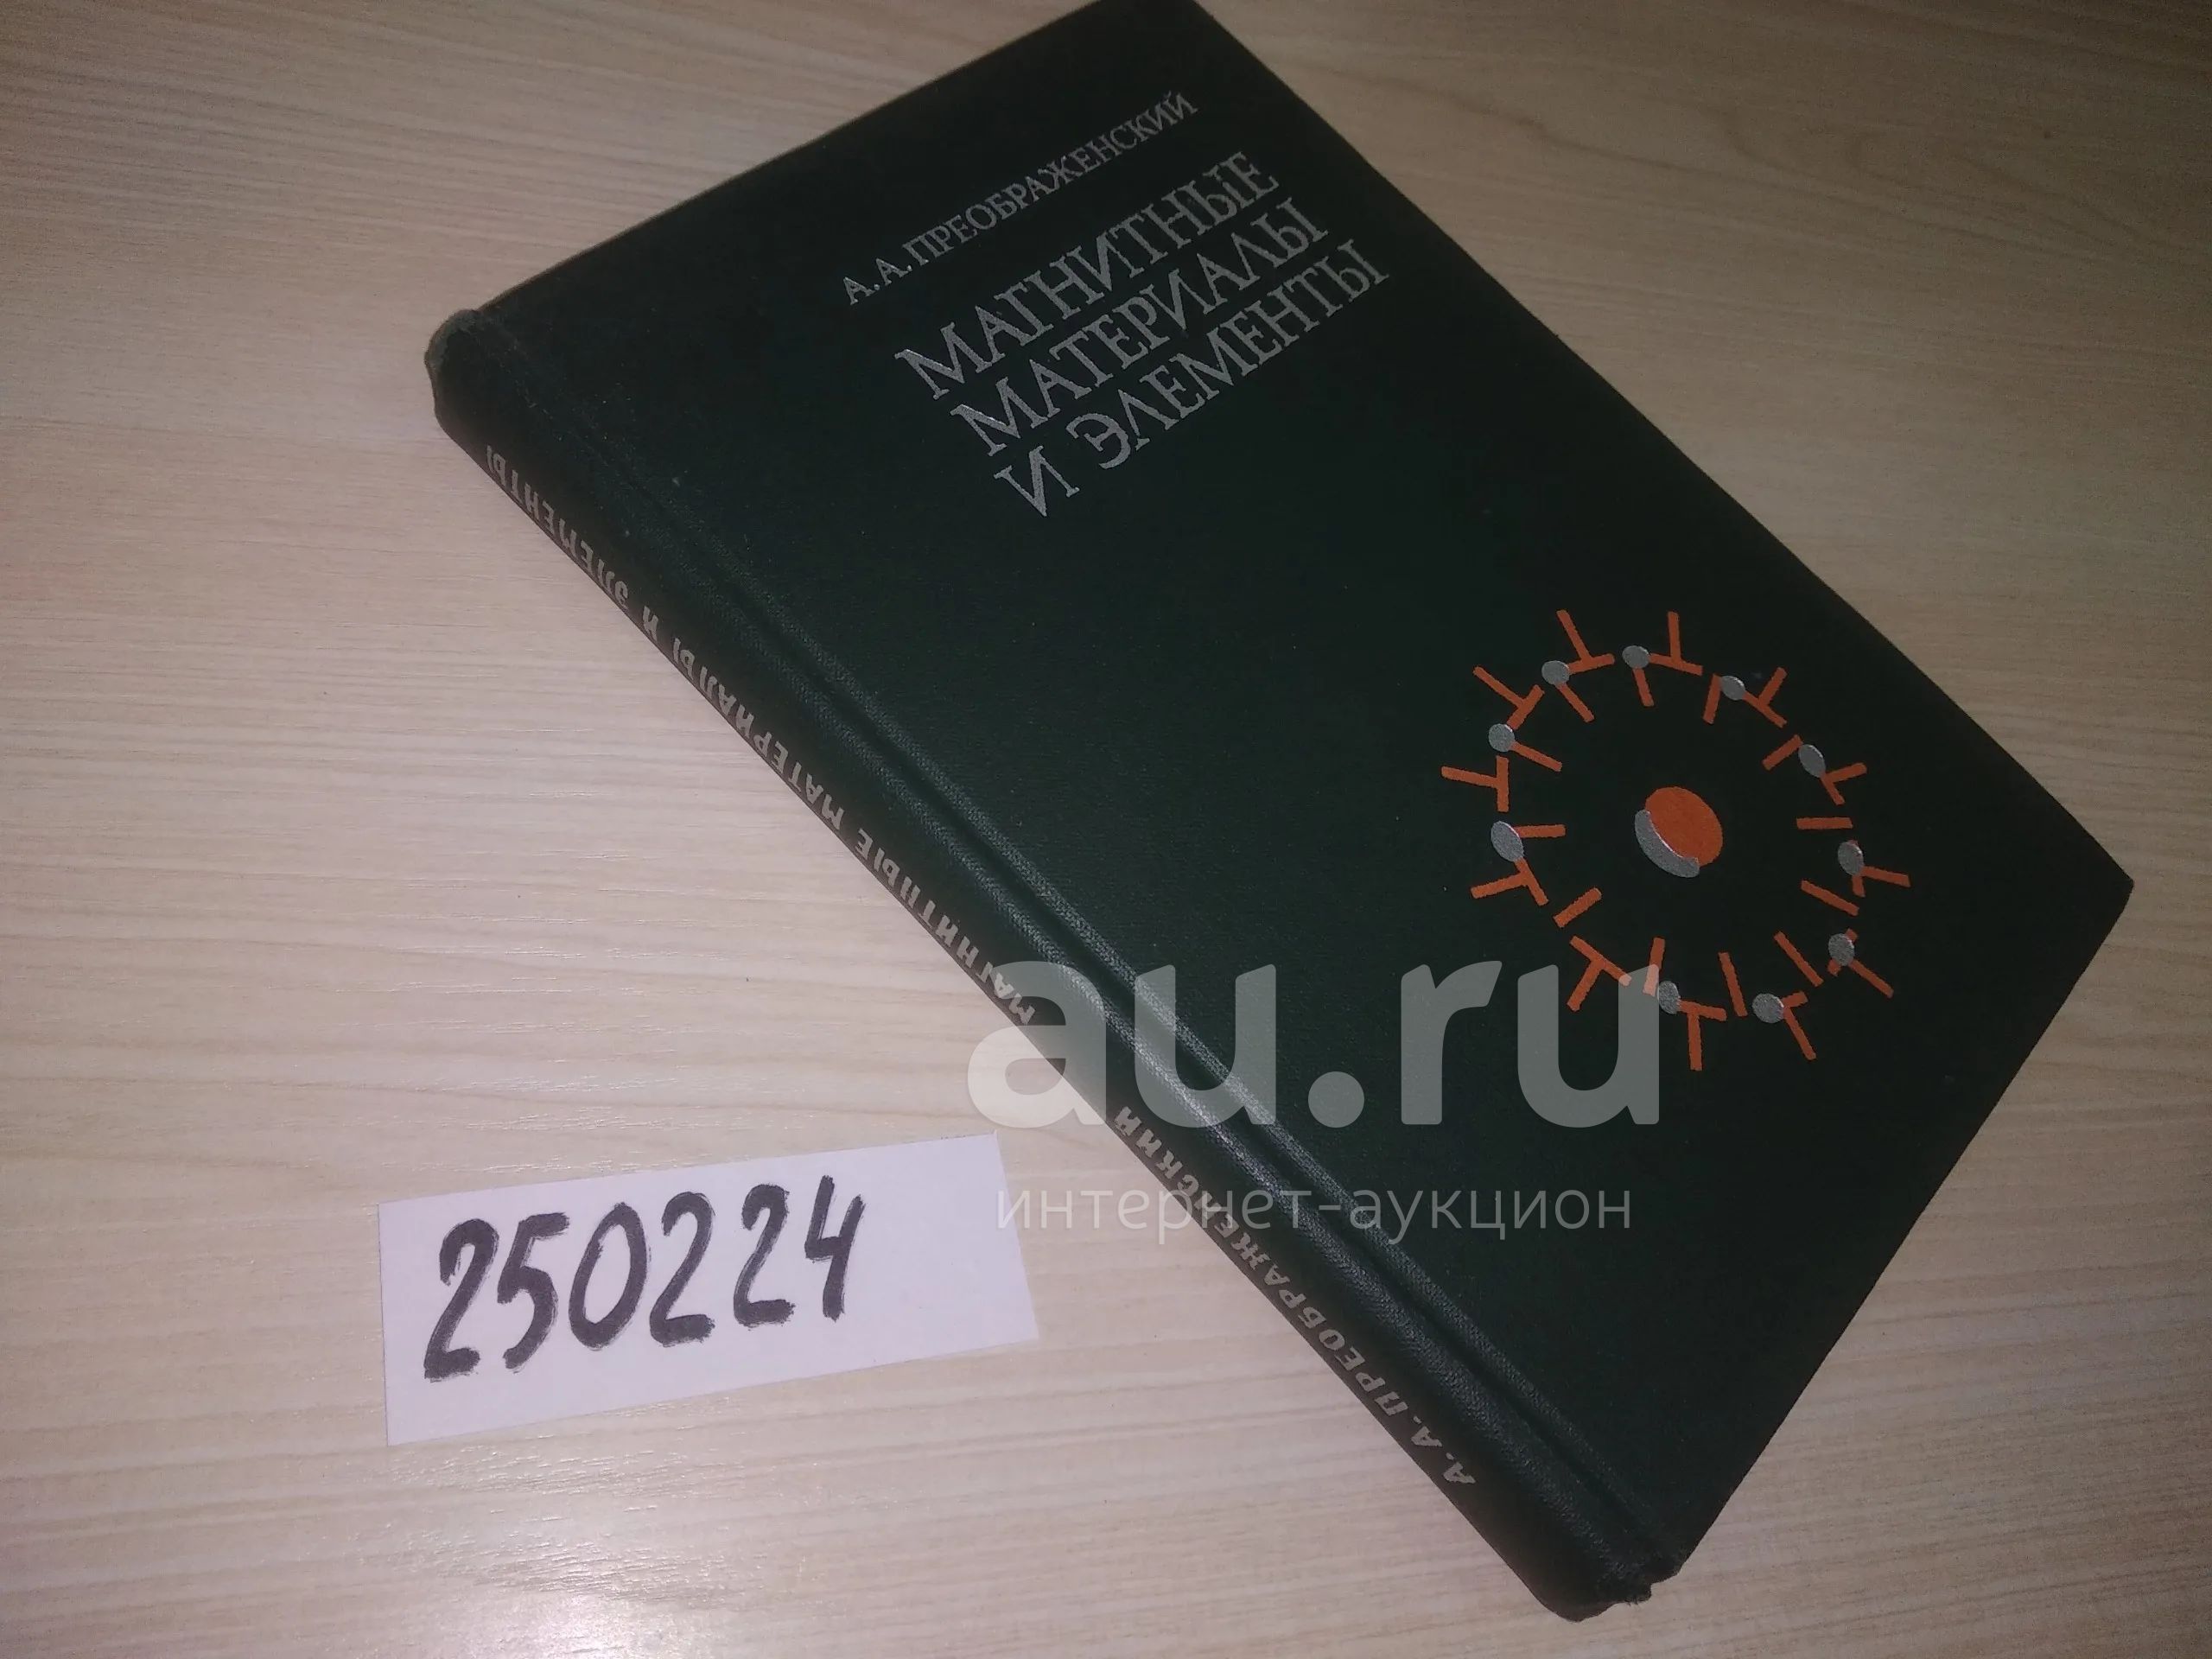 А. А. ПРЕОБРАЖЕНСКИЙ
МАГНИТНЫЕ
МАТЕРИАЛЫ
И ЭЛЕМЕНТЫ
А. А. ПРЕОБРАЖЕНСКИЙ МАГНИТНЫЕ МАТЕРИАЛЫ И ЭЛЕМЕНТЫ
au.ru
интернет-аукцион
250224